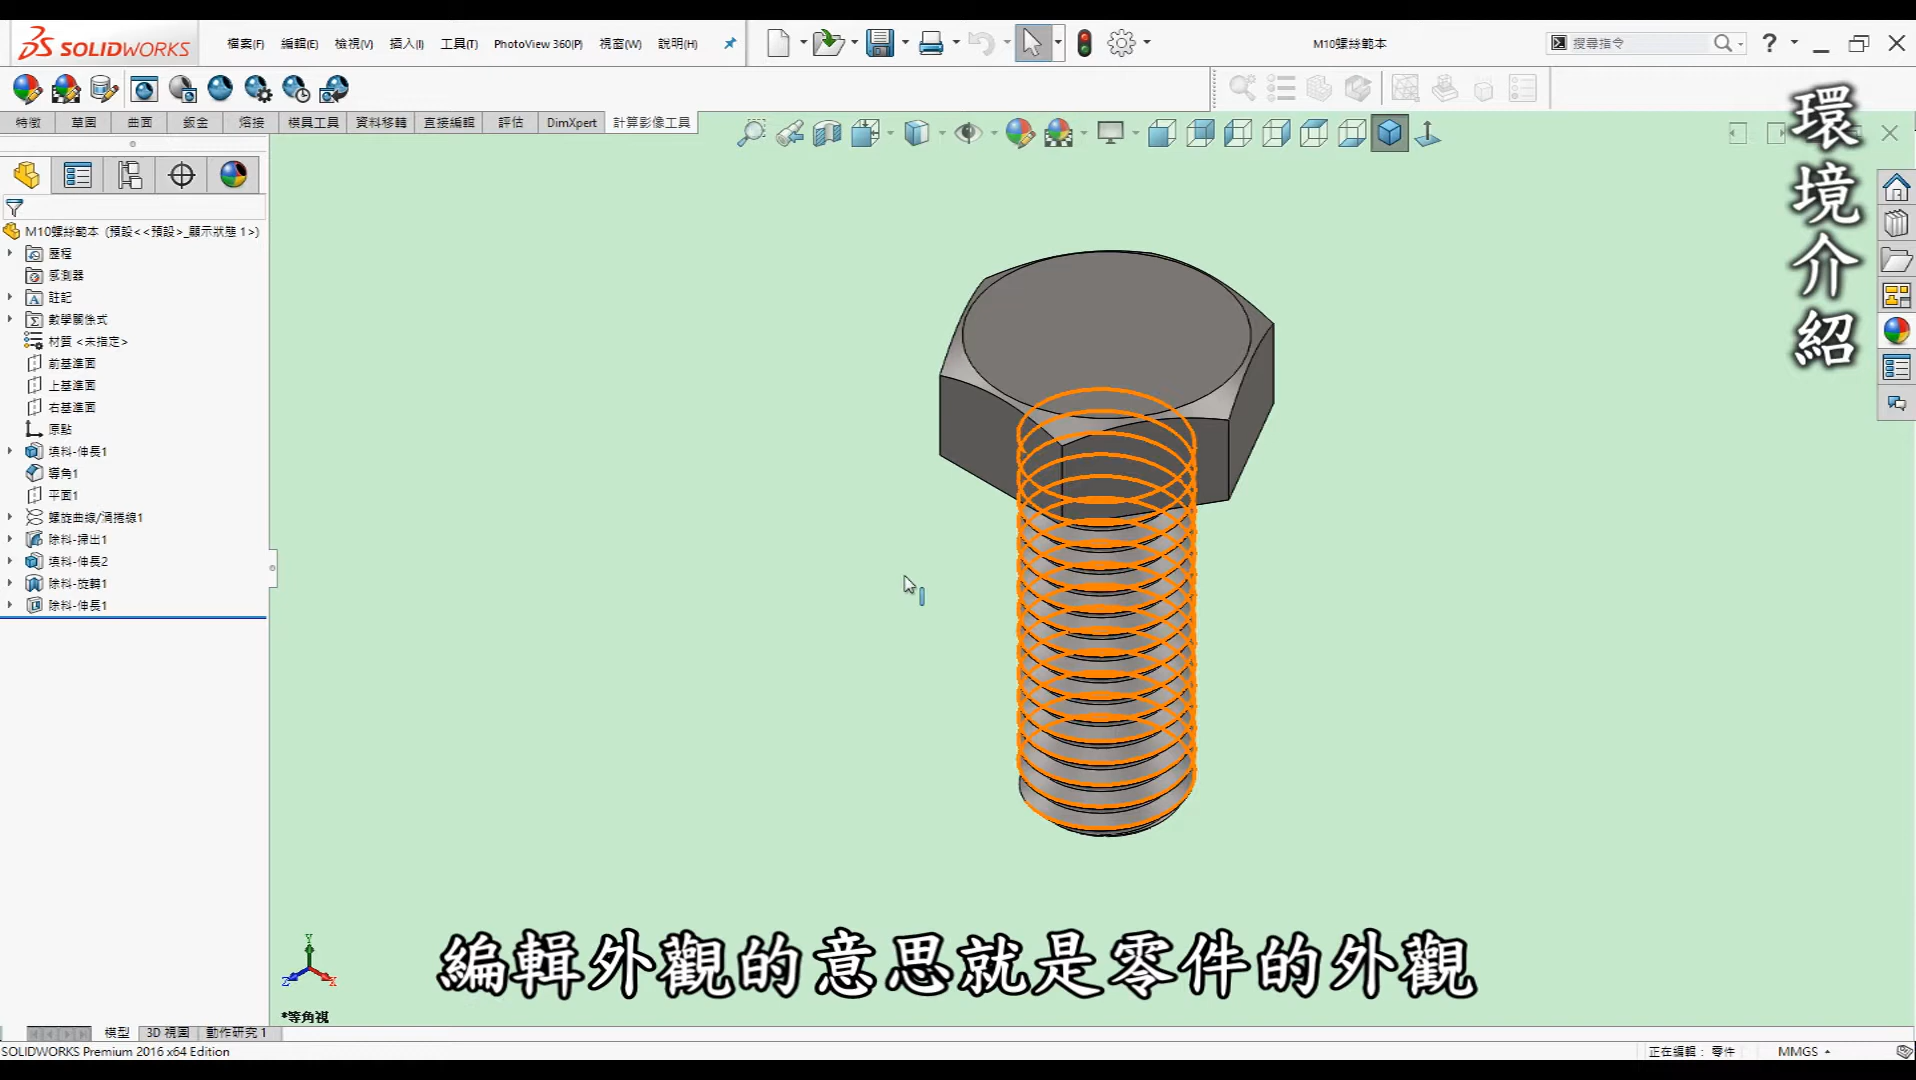 SOLIDWORKS 檔案(F) 編輯(E) 檢視(V) 插入(I) 工具(T) PhotoView 360(P) 視窗(W) 說明(H) M10螺絲範本 搜尋指令
特徵 草圖 曲面 鈑金 熔接 模具工具 資料移轉 直接編輯 評估 DimXpert 計算影像工具
環境介紹
M10螺絲範本 (預設<<預設>_顯示狀態 1>)
歷程
感測器
註記
數學關係式
材質 <未指定>
前基準面
上基準面
右基準面
原點
填料-伸長1
導角1
平面1
螺旋曲線/渦捲線1
除料-掃出1
填料-伸長2
除料-旋轉1
除料-伸長1
編輯外觀的意思就是零件的外觀
Y
Z X
*等角視
模型 3D 視圖 動作研究 1
SOLIDWORKS Premium 2016 x64 Edition 正在編輯： 零件 MMGS